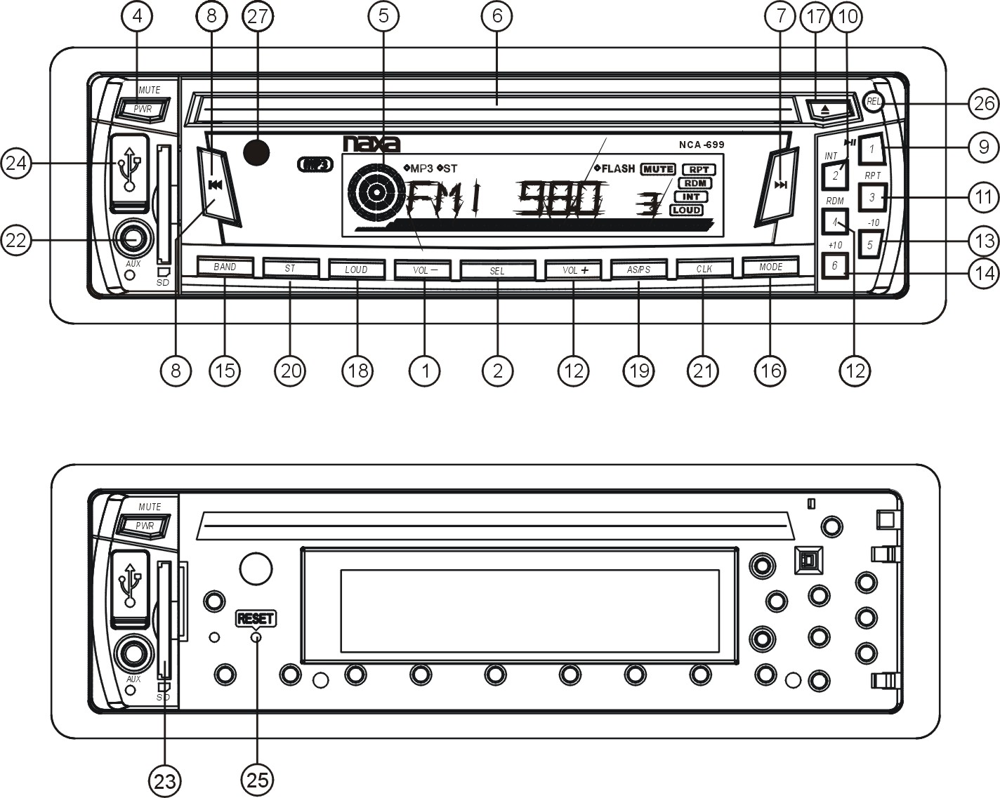 4 8 27 5 6 7 17 10
MUTE
PWR
REL
26
naxa
NCA-699
MP3
MP3 ST
FLASH MUTE RPT
RDM
INT
LOUD
FM1 980 3
INT
1
9
24
2
RPT
3
11
RDM
4
-10
5
13
22
+10
6
14
AUX
SD
BAND ST LOUD VOL − SEL VOL + AS/PS CLK MODE
8 15 20 18 1 2 12 19 21 16 12
MUTE
PWR
RESET
AUX
SD
23 25